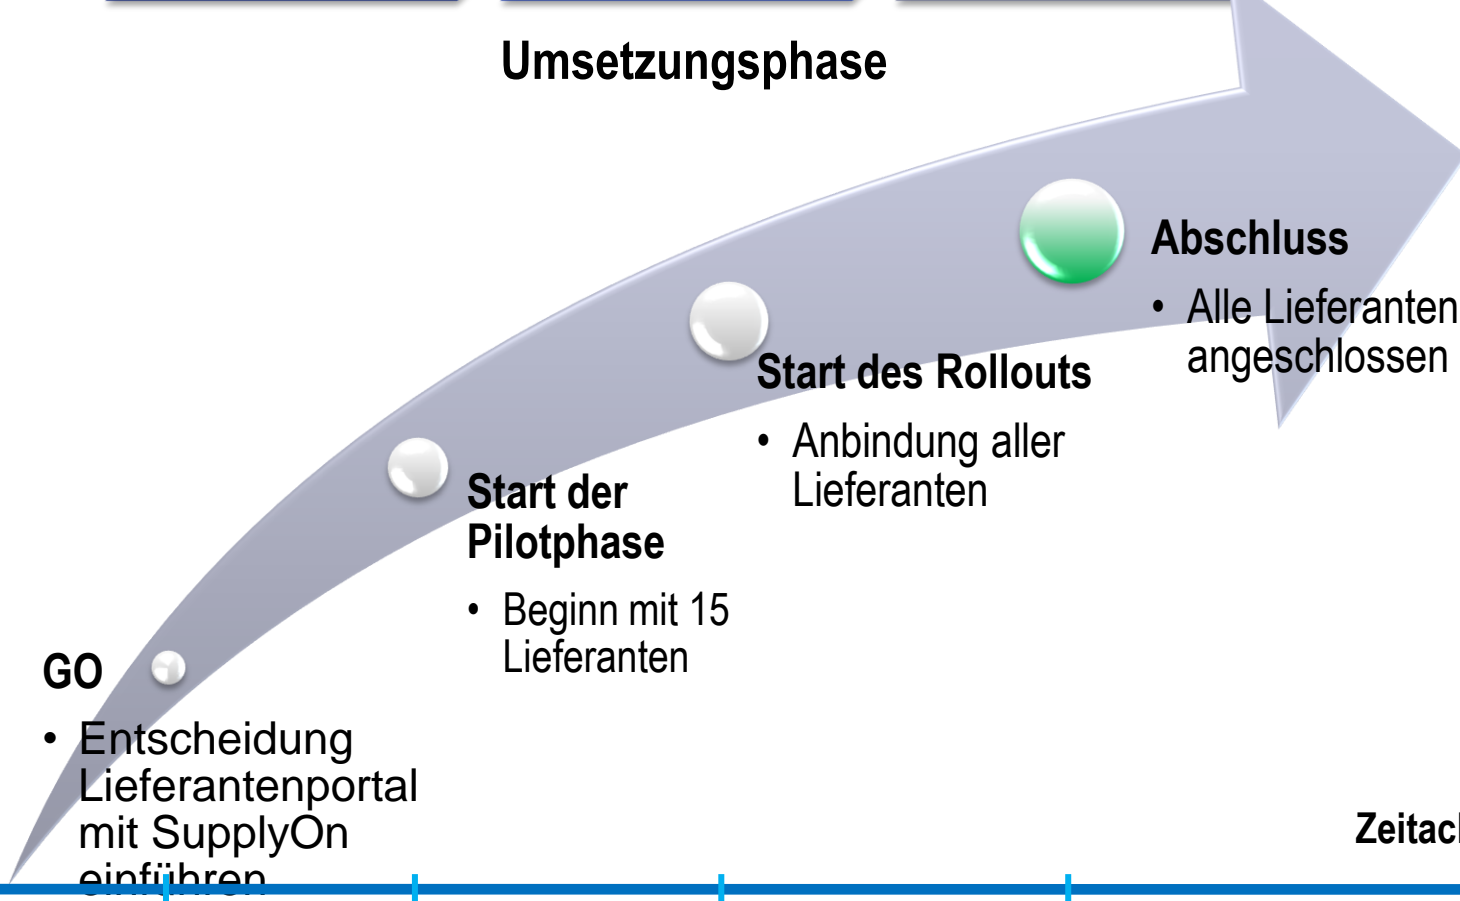 Umsetzungsphase
Abschluss
• Alle Lieferanten
angeschlossen
Start des Rollouts
• Anbindung aller
Lieferanten
Start der
Pilotphase
• Beginn mit 15
Lieferanten
GO
• Entscheidung
Lieferantenportal
mit SupplyOn
einführen
Zeitac